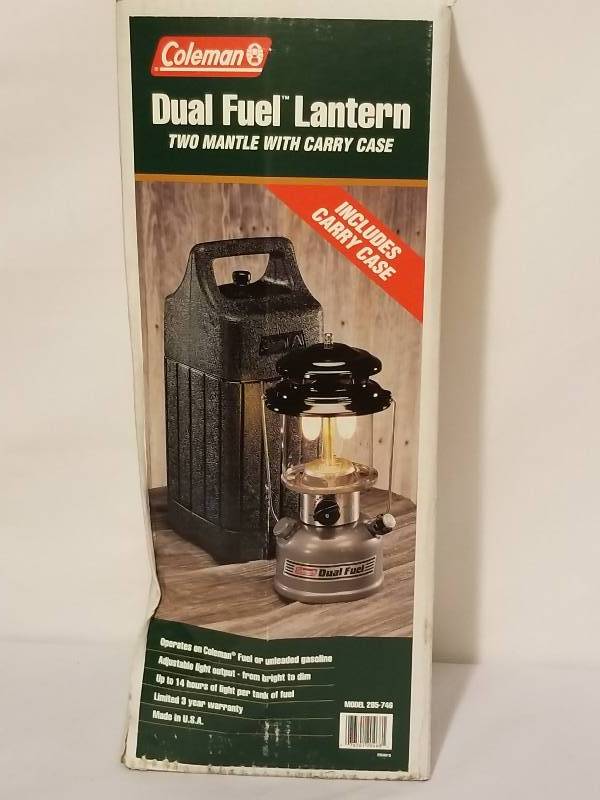 Coleman
Dual Fuel™ Lantern
TWO MANTLE WITH CARRY CASE
INCLUDES
CARRY CASE
Dual Fuel
Operates on Coleman® Fuel or unleaded gasoline
Adjustable light output - from bright to dim
Up to 14 hours of light per tank of fuel
Limited 3 year warranty
Made in U.S.A.
MODEL 295-740